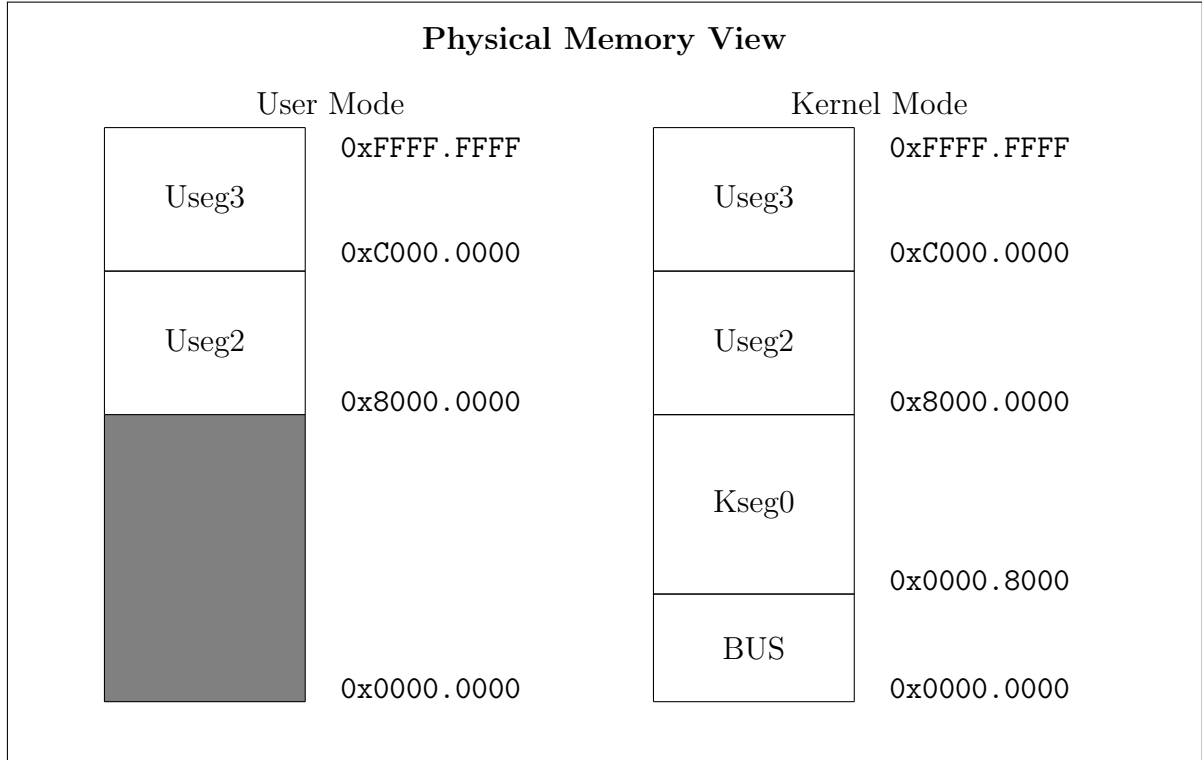 Physical Memory View
User Mode
0xFFFF.FFFF
Useg3
0xC000.0000
Useg2
0x8000.0000
0x0000.0000
Kernel Mode
0xFFFF.FFFF
Useg3
0xC000.0000
Useg2
0x8000.0000
Kseg0
0x0000.8000
BUS
0x0000.0000